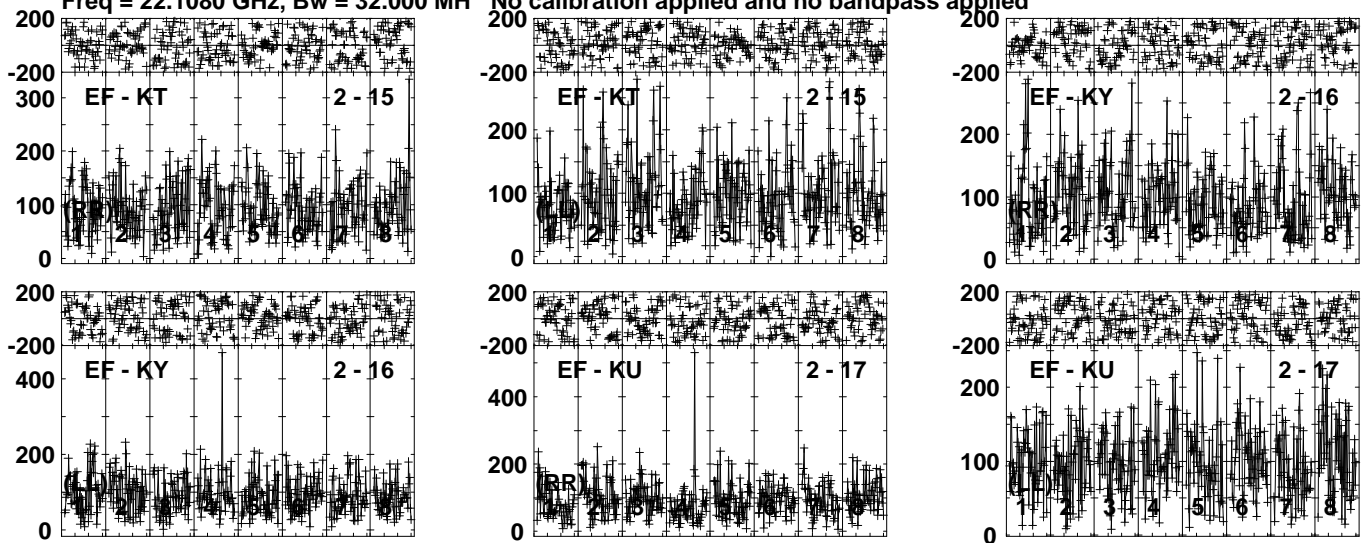 Freq = 22.1080 GHz, Bw = 32.000 MH No calibration applied and no bandpass applied
200
-200
EF - KT 2 - 15
300
200
100
0
(RR)
1 2 3 4 5 6 7 8
200
-200
EF - KT 2 - 15
200
100
0
(LL)
1 2 3 4 5 6 7 8
200
-200
EF - KY 2 - 16
200
100
0
(RR)
1 2 3 4 5 6 7 8
200
-200
EF - KY 2 - 16
400
200
0
(LL)
1 2 3 4 5 6 7 8
200
-200
EF - KU 2 - 17
400
200
0
(RR)
1 2 3 4 5 6 7 8
200
-200
EF - KU 2 - 17
200
100
0
(LL)
1 2 3 4 5 6 7 8